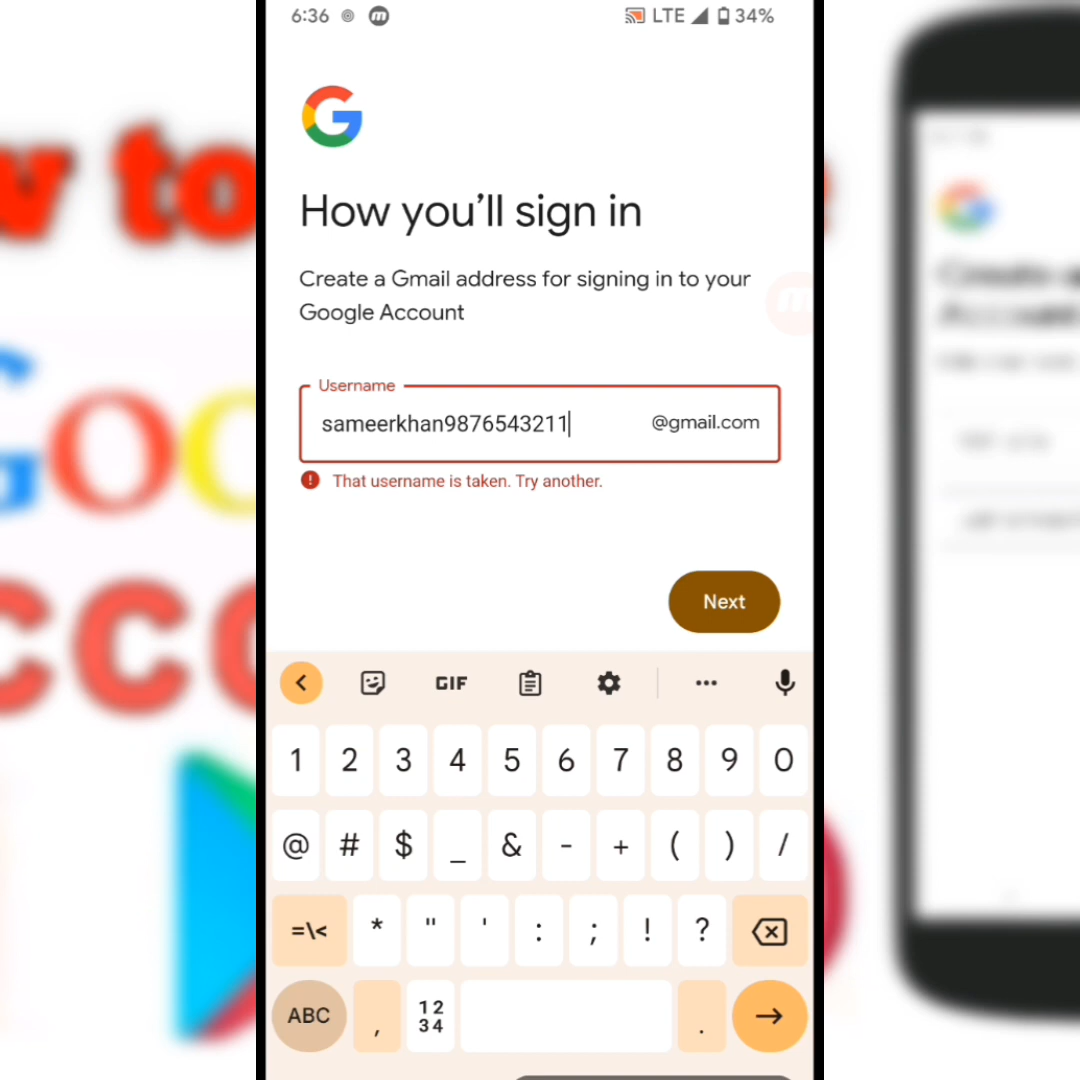 6:36 LTE 34%
w to
How you’ll sign in
Create a Gmail address for signing in to your
Google Account
Username
sameerkhan9876543211 @gmail.com
That username is taken. Try another.
Next
GIF
1 2 3 4 5 6 7 8 9 0
@ # $ _ & - + ( ) /
=\< * " ' : ; ! ?
ABC , 12 .
34